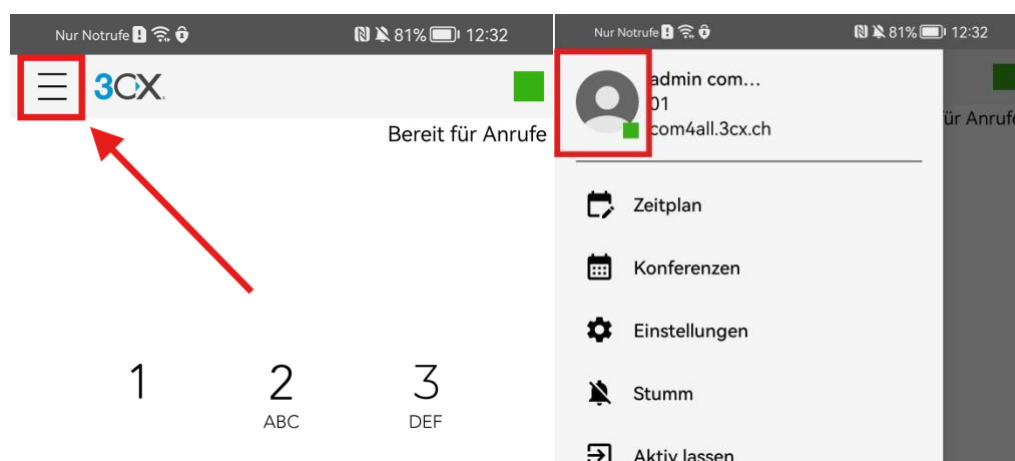 Nur Notrufe 81% 12:32
3CX
Bereit für Anrufe
1 2 3
ABC DEF
Nur Notrufe 81% 12:32
admin com...
01
com4all.3cx.ch
ür Anrufe
Zeitplan
Konferenzen
Einstellungen
Stumm
Aktiv lassen